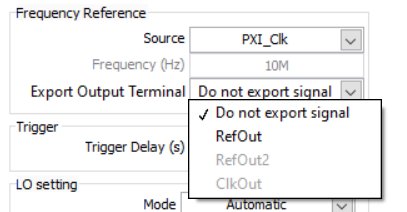 Frequency Reference
Source PXI_Clk
Frequency (Hz) 10M
Export Output Terminal Do not export signal
✓ Do not export signal
RefOut
RefOut2
ClkOut
Trigger
Trigger Delay (s)
LO setting
Mode Automatic